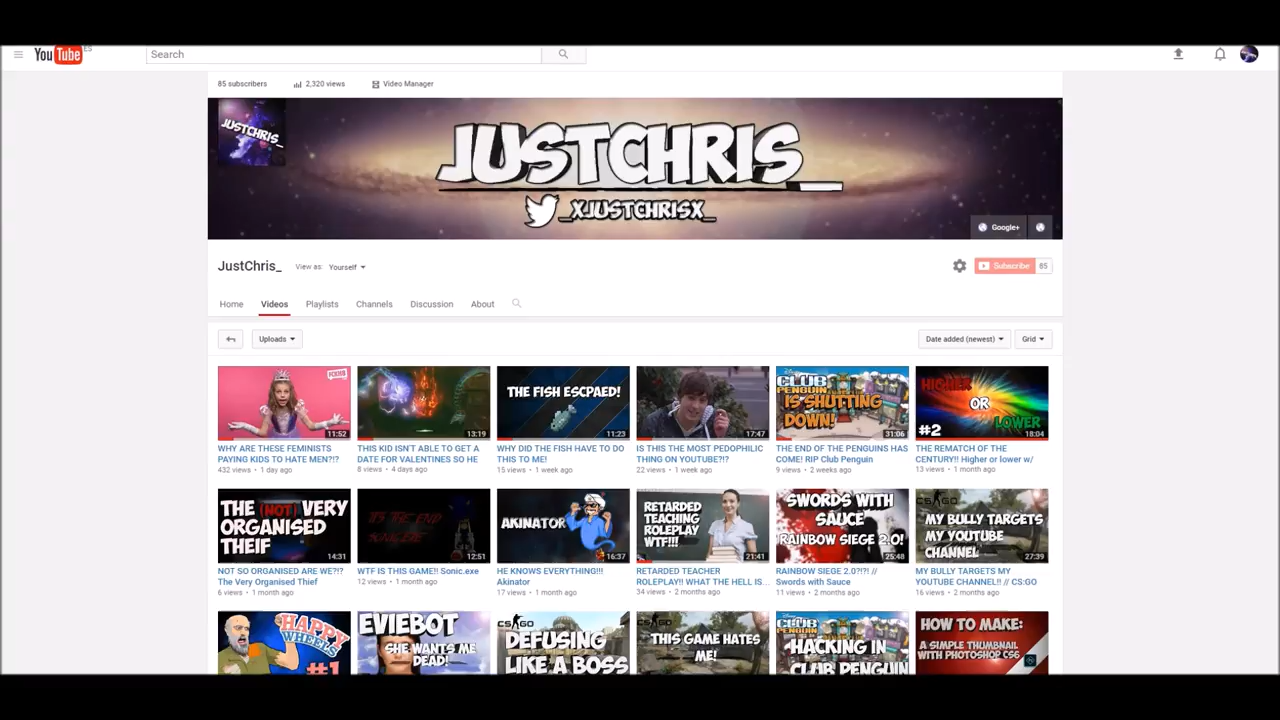 YouTube ES
Search
85 subscribers 2,320 views Video Manager
JUSTCHRIS_
JUSTCHRIS_
_XJUSTCHRISX_
Google+
JustChris_ View as: Yourself
Subscribe 85
Home Videos Playlists Channels Discussion About
Uploads Date added (newest) Grid
11:52
13:19
THE FISH ESCPAED!
11:23
17:47
CLUB PENGUIN IS SHUTTING DOWN!
31:06
HIGHER OR LOWER #2
18:04
WHY ARE THESE FEMINISTS
PAYING KIDS TO HATE MEN?!?
432 views • 1 day ago
THIS KID ISN'T ABLE TO GET A
DATE FOR VALENTINES SO HE
8 views • 4 days ago
WHY DID THE FISH HAVE TO DO
THIS TO ME!
15 views • 1 week ago
IS THIS THE MOST PEDOPHILIC
THING ON YOUTUBE?!?
22 views • 1 week ago
THE END OF THE PENGUINS HAS
COME! RIP Club Penguin
9 views • 2 weeks ago
THE REMATCH OF THE
CENTURY!! Higher or lower w/
13 views • 1 month ago
THE (NOT) VERY
ORGANISED
THEIF
14:31
IT'S THE END
12:51
AKINATOR
16:37
RETARDED
TEACHING
ROLEPLAY
WTF!!!
21:41
SWORDS WITH
SAUCE
RAINBOW SIEGE 2.0!
25:48
CS GO
MY BULLY TARGETS
MY YOUTUBE
CHANNEL
27:39
NOT SO ORGANISED ARE WE?!?
The Very Organised Thief
6 views • 1 month ago
WTF IS THIS GAME!! Sonic.exe
12 views • 1 month ago
HE KNOWS EVERYTHING!!!
Akinator
17 views • 1 month ago
RETARDED TEACHER
ROLEPLAY!! WHAT THE HELL IS...
34 views • 2 months ago
RAINBOW SIEGE 2.0?!?! //
Swords with Sauce
11 views • 2 months ago
MY BULLY TARGETS MY
YOUTUBE CHANNEL!! // CS:GO
16 views • 2 months ago
HAPPY
WHEELS
#1
EVIEBOT
SHE WANTS ME
DEAD!
CS GO
DEFUSING
LIKE A BOSS
CS GO
THIS GAME HATES
ME!
CLUB PENGUIN
HACKING IN
CLUB PENGUIN
HOW TO MAKE:
A SIMPLE THUMBNAIL
WITH PHOTOSHOP CS6